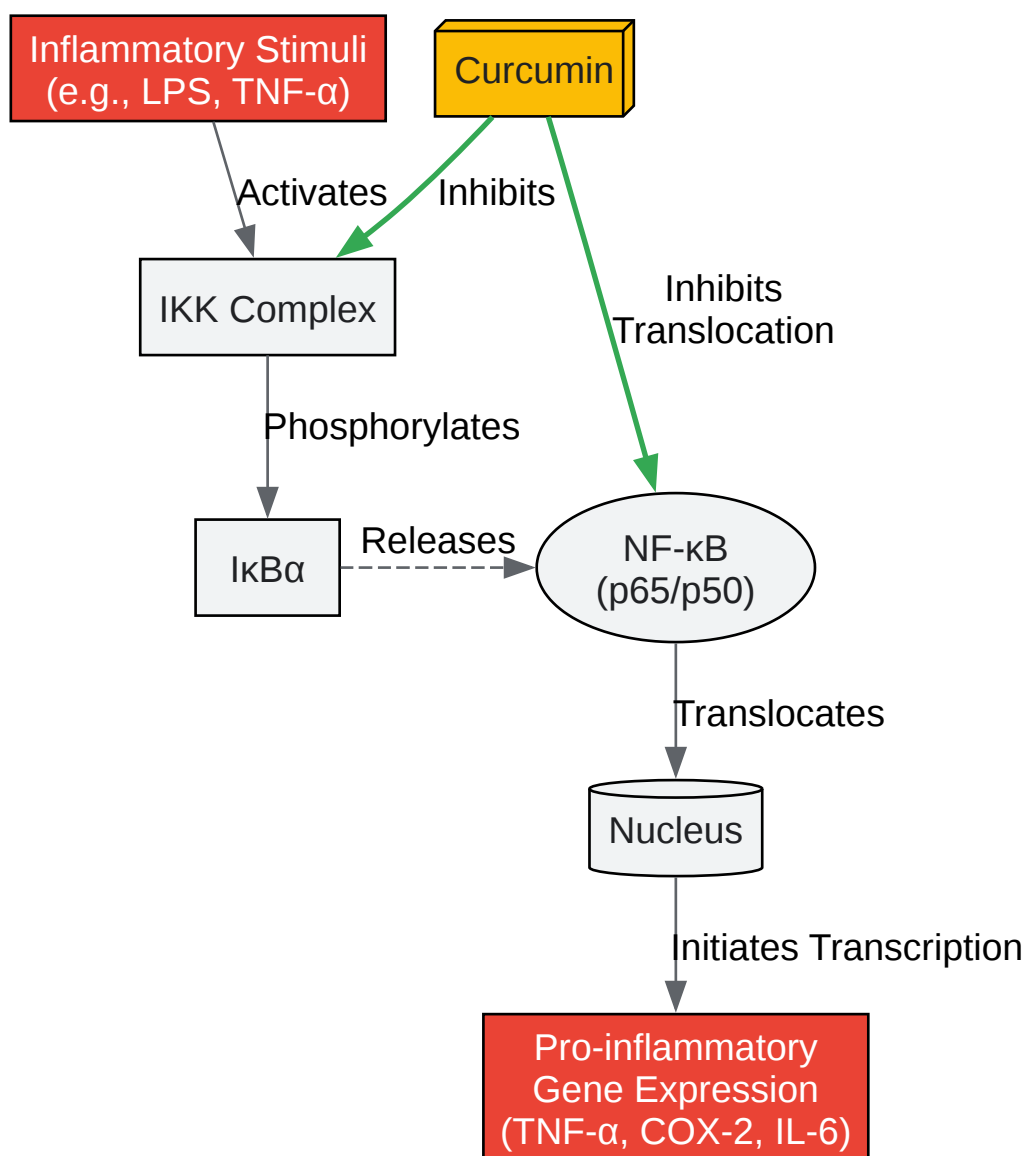 Inflammatory Stimuli
(e.g., LPS, TNF-α)
Curcumin
Activates
Inhibits
IKK Complex
Inhibits
Translocation
Phosphorylates
IκBα
Releases
NF-κB
(p65/p50)
Translocates
Nucleus
Initiates Transcription
Pro-inflammatory
Gene Expression
(TNF-α, COX-2, IL-6)